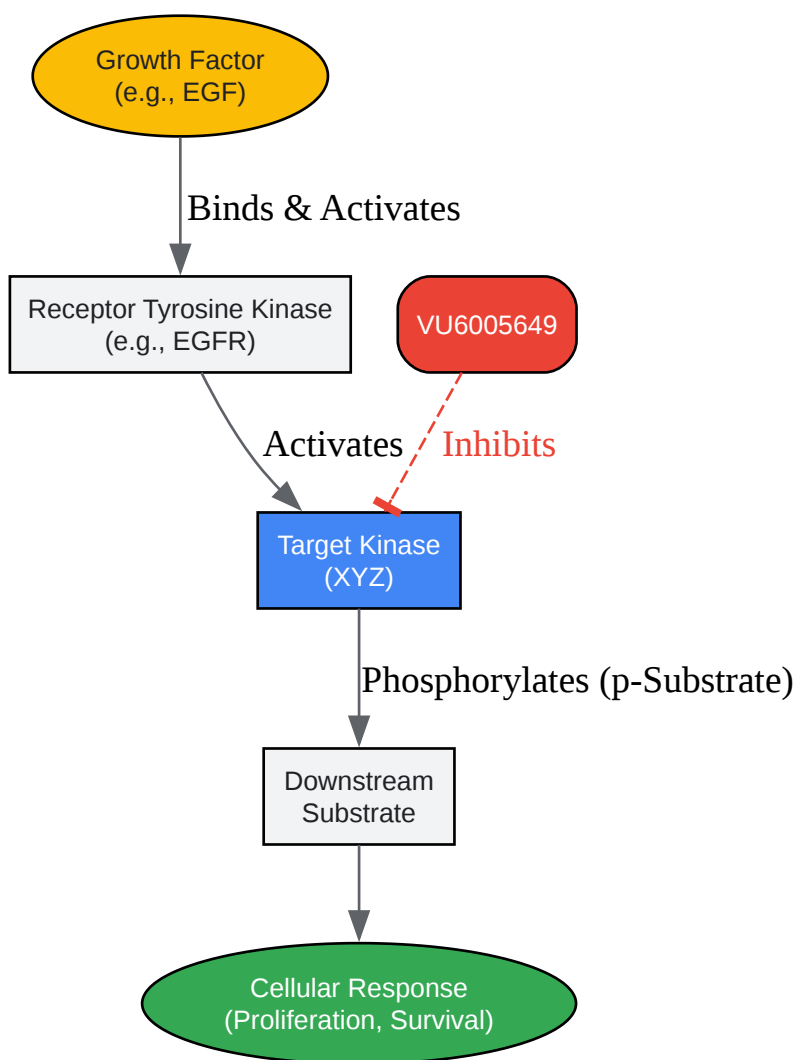 Growth Factor
(e.g., EGF)
Binds & Activates
Receptor Tyrosine Kinase
(e.g., EGFR)
VU6005649
Activates
Inhibits
Target Kinase
(XYZ)
Phosphorylates (p-Substrate)
Downstream
Substrate
Cellular Response
(Proliferation, Survival)